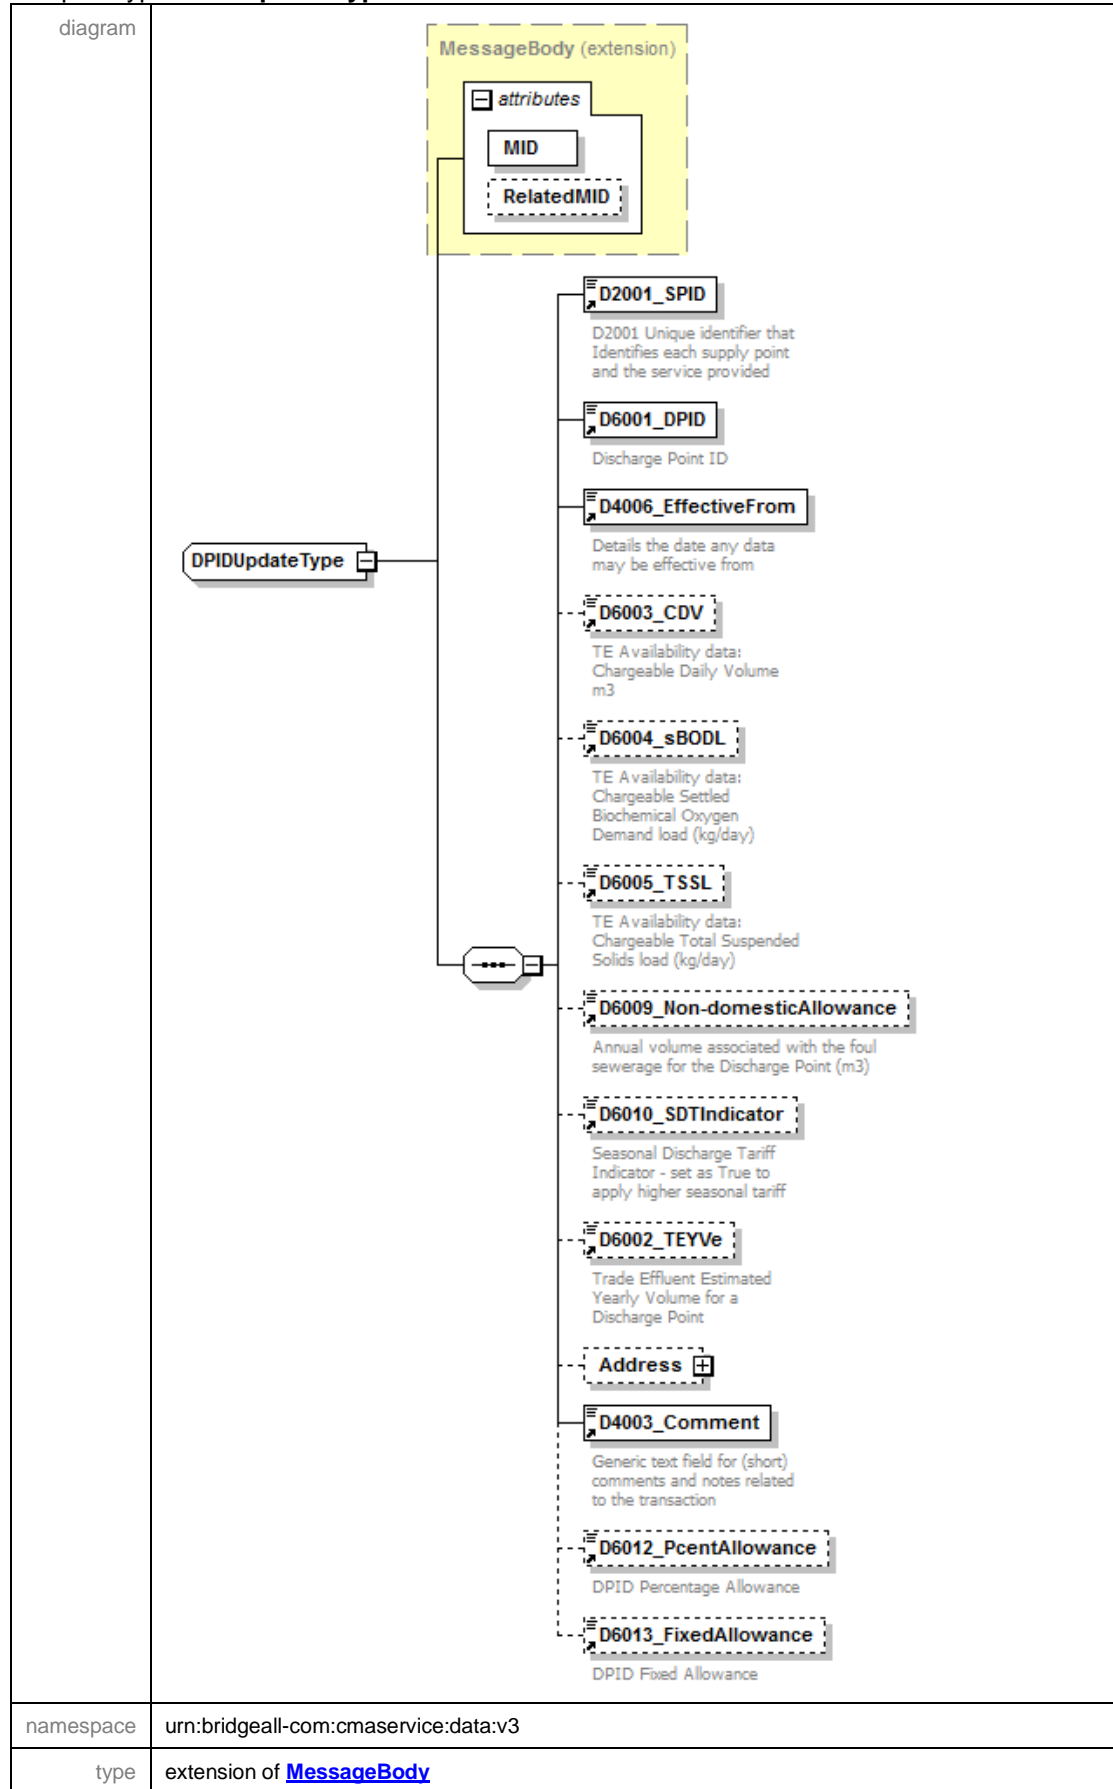 diagram
MessageBody (extension)
attributes
MID
RelatedMID
D2001_SPID
D2001 Unique identifier that
Identifies each supply point
and the service provided
D6001_DPID
Discharge Point ID
D4006_EffectiveFrom
Details the date any data
may be effective from
DPIDUpdateType
D6003_CDV
TE Availability data:
Chargeable Daily Volume
m3
D6004_sBODL
TE Availability data:
Chargeable Settled
Biochemical Oxygen
Demand load (kg/day)
D6005_TSSL
TE Availability data:
Chargeable Total Suspended
Solids load (kg/day)
D6009_Non-domesticAllowance
Annual volume associated with the foul
sewerage for the Discharge Point (m3)
D6010_SDTIndicator
Seasonal Discharge Tariff
Indicator - set as True to
apply higher seasonal tariff
D6002_TEYVe
Trade Effluent Estimated
Yearly Volume for a
Discharge Point
Address
D4003_Comment
Generic text field for (short)
comments and notes related
to the transaction
D6012_PcentAllowance
DPID Percentage Allowance
D6013_FixedAllowance
DPID Fixed Allowance
namespace urn:bridgeall-com:cmaservice:data:v3
type extension of MessageBody